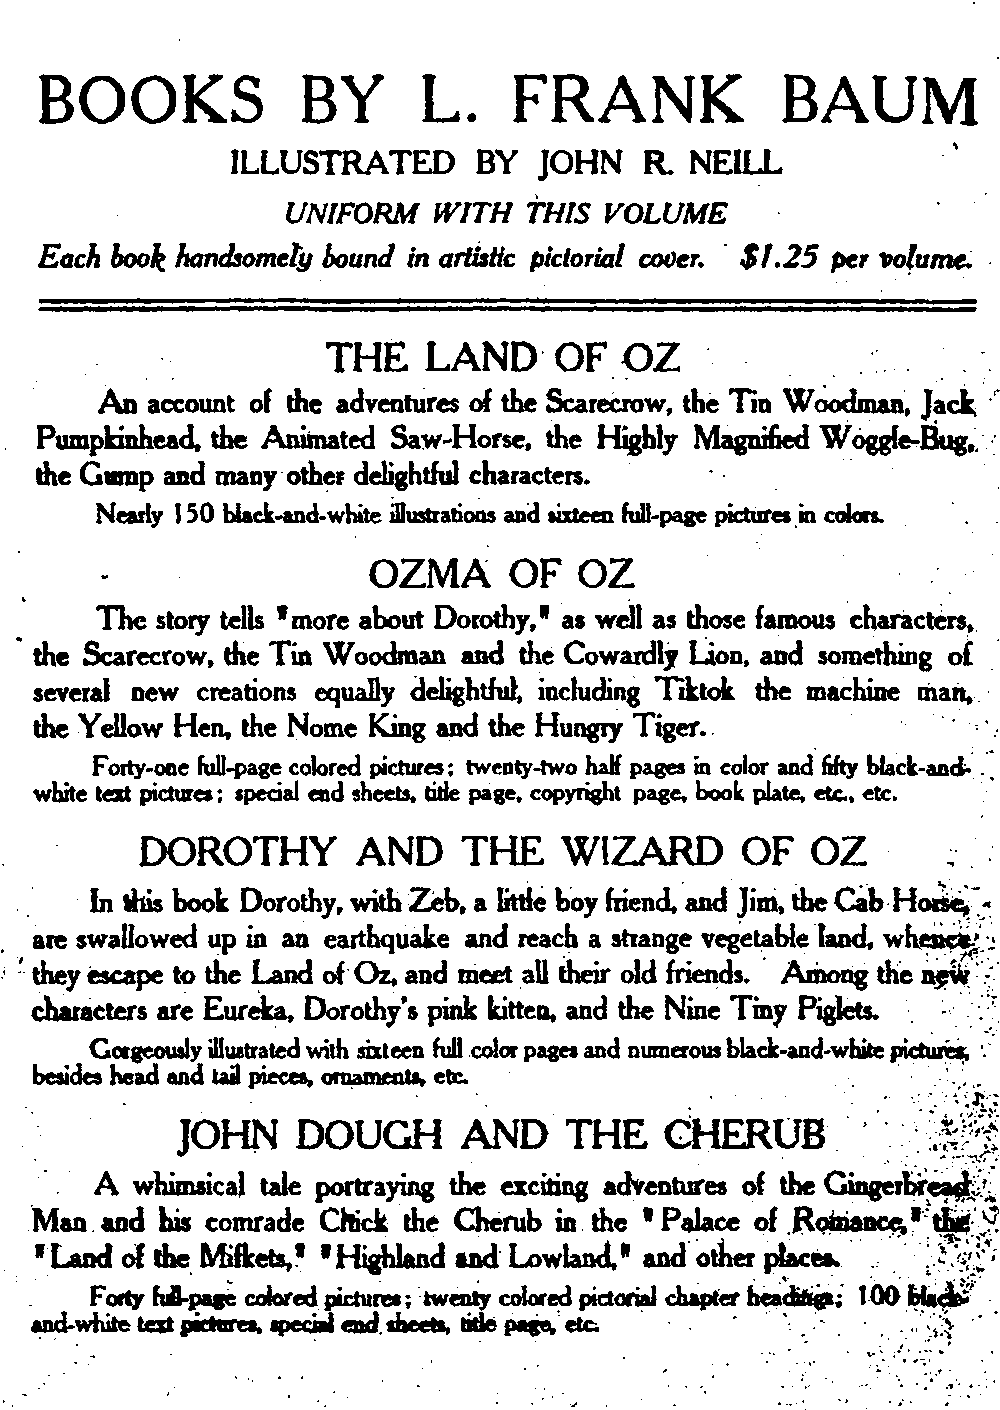 BOOKS BY L. FRANK BAUM
ILLUSTRATED BY JOHN R. NEILL
UNIFORM WITH THIS VOLUME
Each book handsomely bound in artistic pictorial cover. $1.25 per volume.
THE LAND OF OZ
An account of the adventures of the Scarecrow, the Tin Woodman, Jack
Pumpkinhead, the Animated Saw-Horse, the Highly Magnified Woggle-Bug,
the Gump and many other delightful characters.
Nearly 150 black-and-white illustrations and sixteen full-page pictures in colors.
OZMA OF OZ
The story tells "more about Dorothy," as well as those famous characters,
the Scarecrow, the Tin Woodman and the Cowardly Lion, and something of
several new creations equally delightful, including Tiktok the machine man,
the Yellow Hen, the Nome King and the Hungry Tiger.
Forty-one full-page colored pictures; twenty-two half pages in color and fifty black-and-
white text pictures; special end sheets, title page, copyright page, book plate, etc., etc.
DOROTHY AND THE WIZARD OF OZ
In this book Dorothy, with Zeb, a little boy friend, and Jim, the Cab Horse,
are swallowed up in an earthquake and reach a strange vegetable land, whence
they escape to the Land of Oz, and meet all their old friends. Among the new
characters are Eureka, Dorothy's pink kitten, and the Nine Tiny Piglets.
Gorgeously illustrated with sixteen full color pages and numerous black-and-white pictures,
besides head and tail pieces, ornaments, etc.
JOHN DOUGH AND THE CHERUB
A whimsical tale portraying the exciting adventures of the Gingerbread
Man and his comrade Chick the Cherub in the "Palace of Romance," the
"Land of the Mifkets," "Highland and Lowland," and other places.
Forty full-page colored pictures; twenty colored pictorial chapter headings; 100 black-
and-white text pictures, special end sheets, title page, etc.